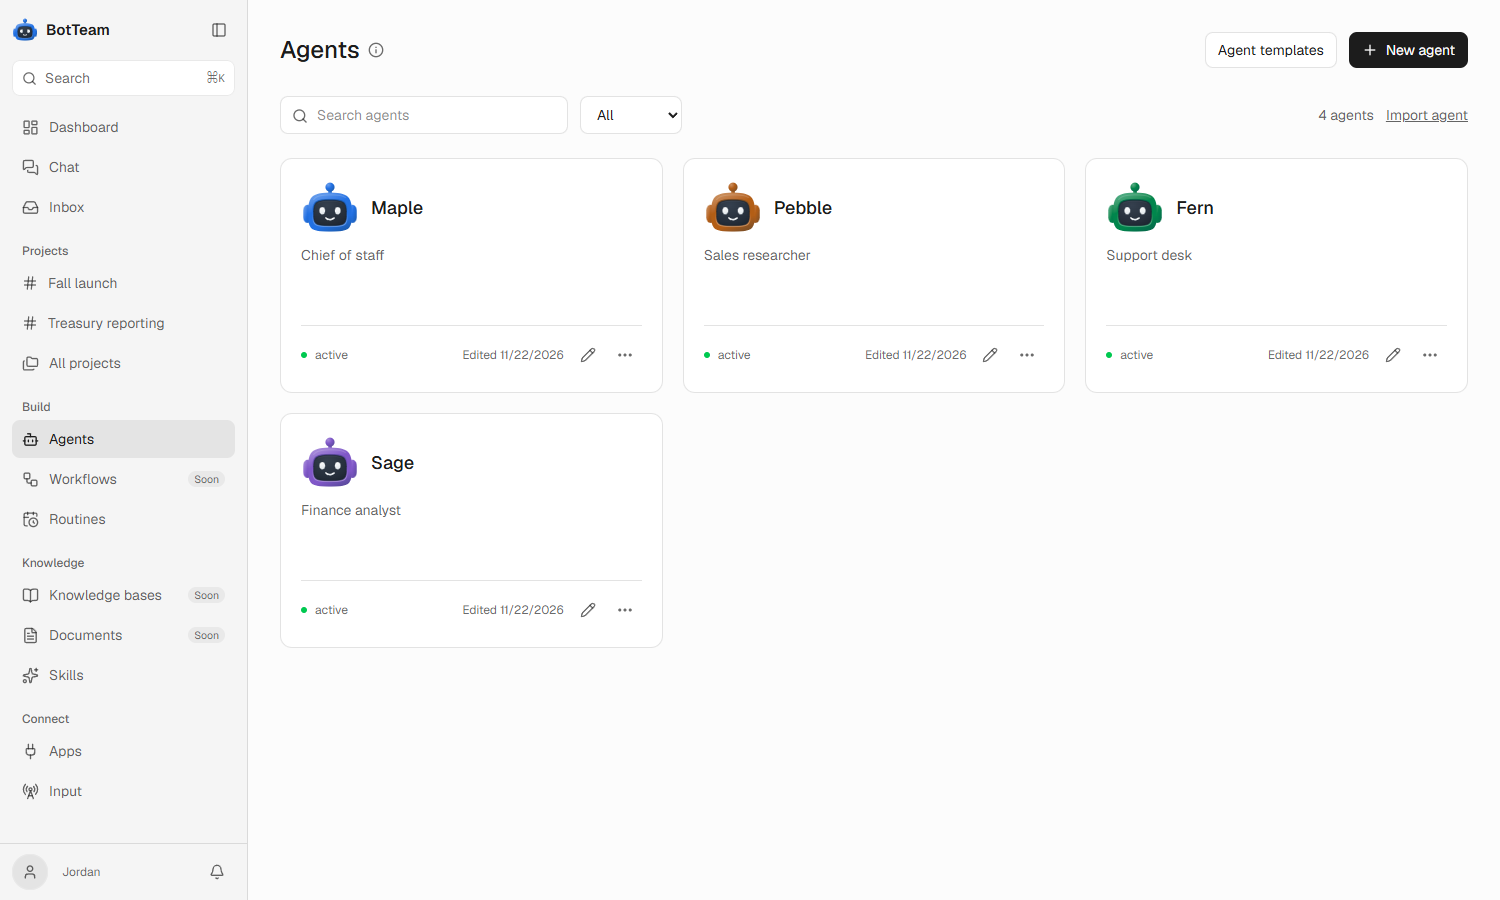 BotTeam
Search ⌘K
Dashboard
Chat
Inbox
Projects
Fall launch
Treasury reporting
All projects
Build
Agents
Workflows Soon
Routines
Knowledge
Knowledge bases Soon
Documents Soon
Skills
Connect
Apps
Input
Jordan
Agents
Agent templates
New agent
Search agents
All
4 agents
Import agent
Maple
Chief of staff
active Edited 11/22/2026
Pebble
Sales researcher
active Edited 11/22/2026
Fern
Support desk
active Edited 11/22/2026
Sage
Finance analyst
active Edited 11/22/2026